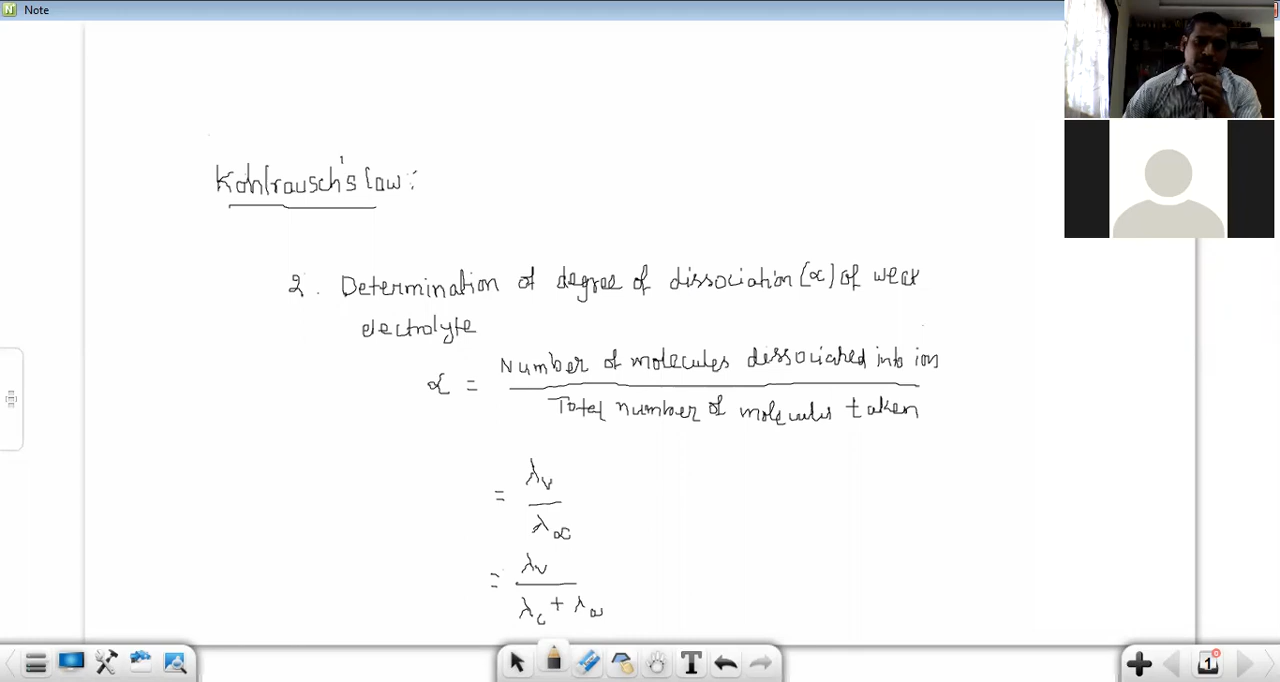 Note
Kohlrausch's law:
2. Determination of degree of dissociation (α) of weak
electrolyte
α = Number of molecules dissociated into ion
Total number of molecules taken
= λv
λ∝
= λv
λc + λa
T
1